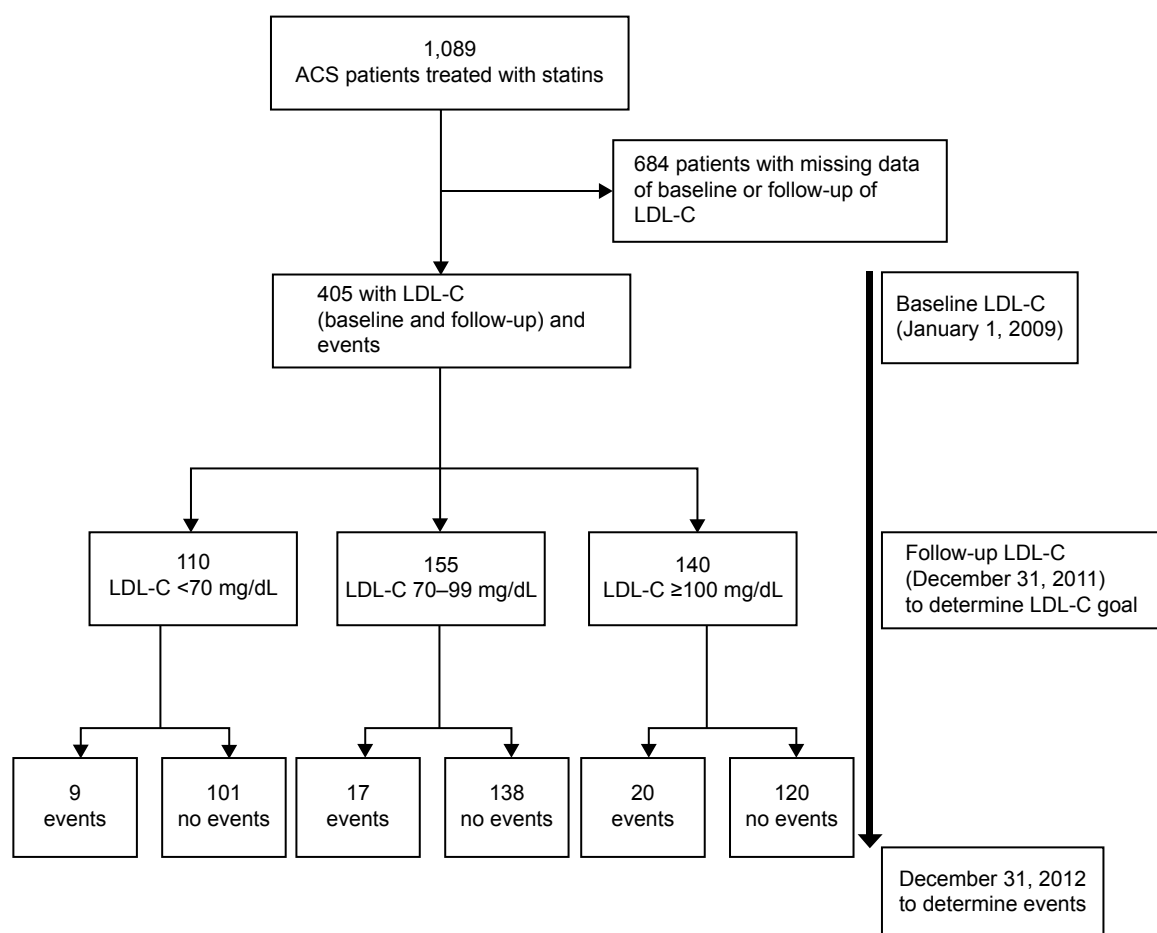 1,089
ACS patients treated with statins
684 patients with missing data
of baseline or follow-up of
LDL-C
405 with LDL-C
(baseline and follow-up) and
events
Baseline LDL-C
(January 1, 2009)
110
LDL-C <70 mg/dL
155
LDL-C 70–99 mg/dL
140
LDL-C ≥100 mg/dL
Follow-up LDL-C
(December 31, 2011)
to determine LDL-C goal
9
events
101
no events
17
events
138
no events
20
events
120
no events
December 31, 2012
to determine events